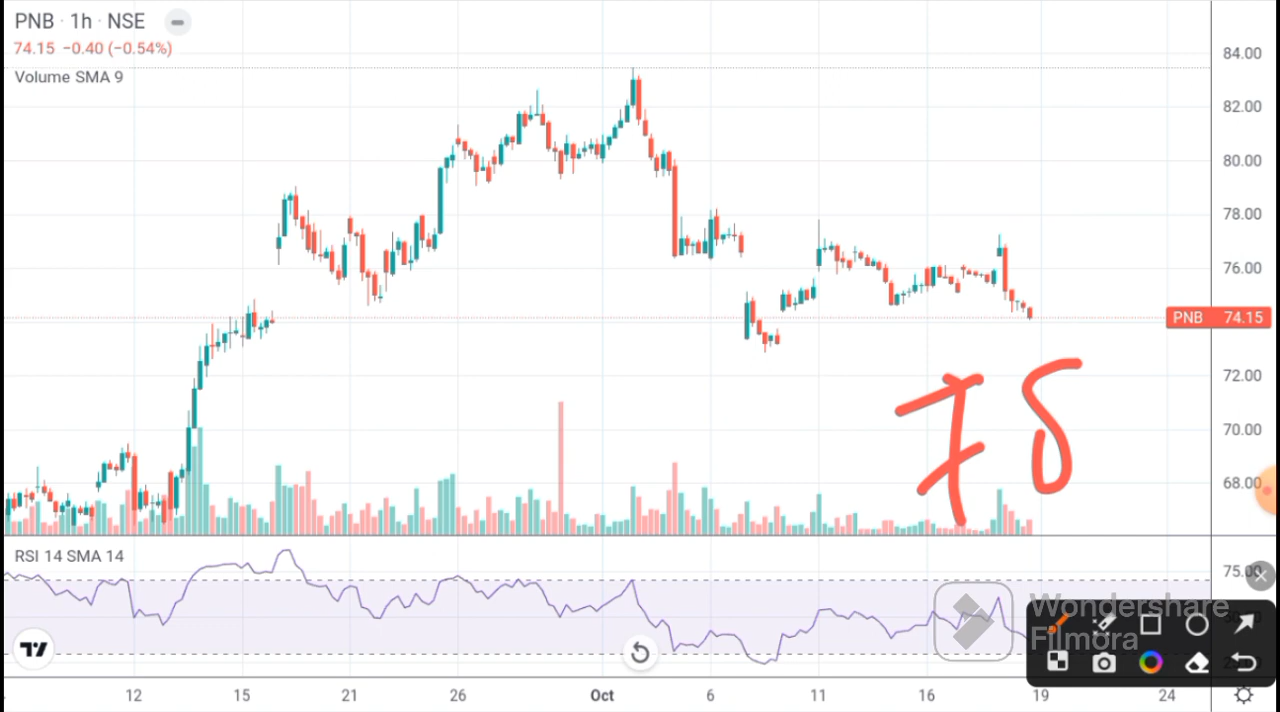 PNB · 1h · NSE
74.15 −0.40 (−0.54%)
Volume SMA 9
84.00
82.00
80.00
78.00
76.00
PNB 74.15
72.00
70.00
68.00
78
RSI 14 SMA 14
75.00
Wondershare
Filmora
12 15 21 26 Oct 6 11 16 19 24